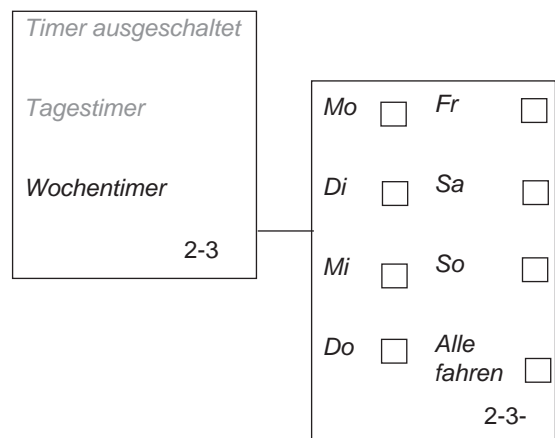 Timer ausgeschaltet
Tagestimer
Wochentimer
2-3
Mo Fr
Di Sa
Mi So
Do Alle
fahren
2-3-